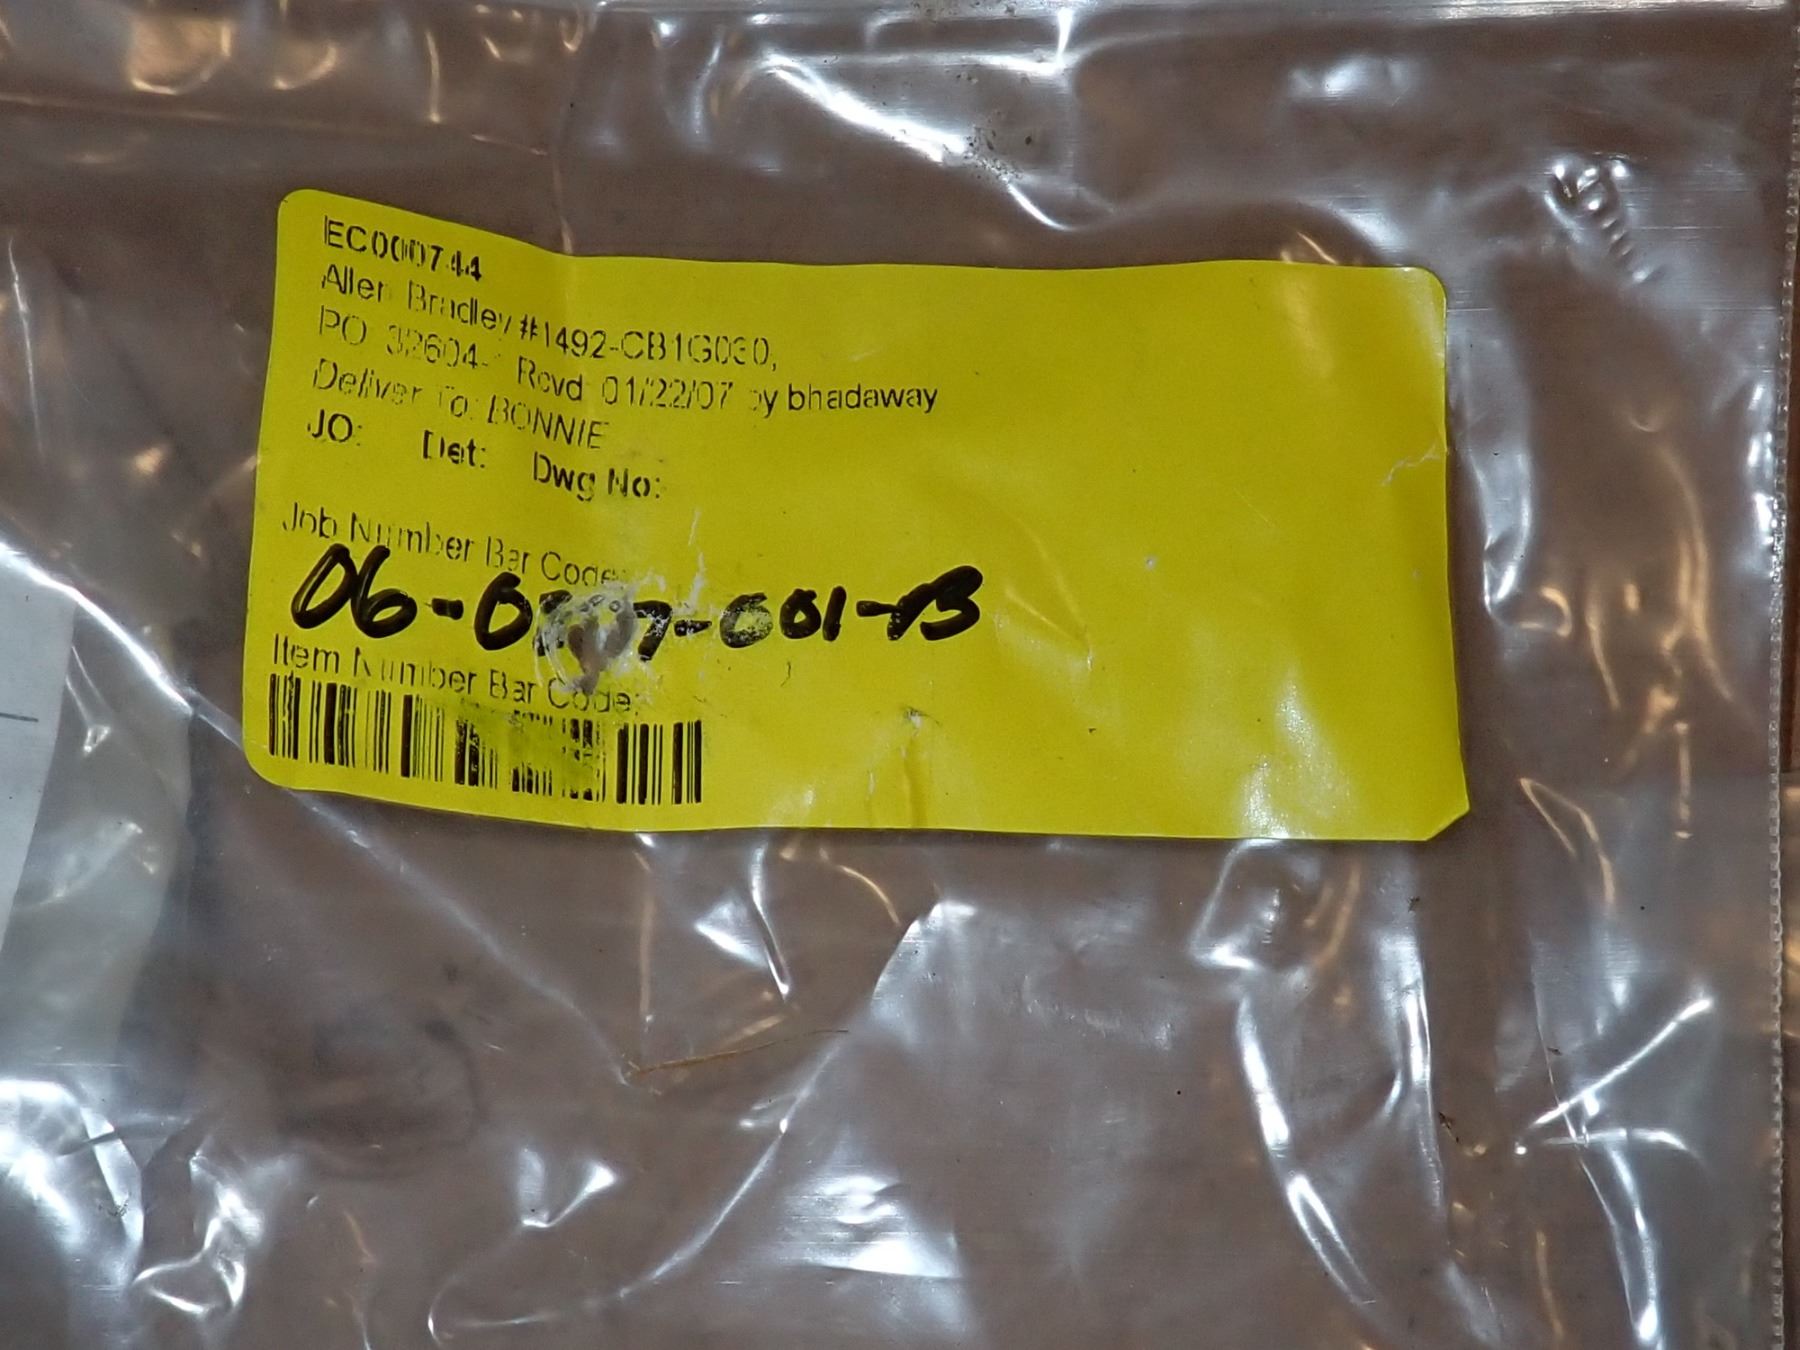 EC000744
Allen Bradley #1492-CB1G030,
PO 32604- Rcvd 01/22/07 by bhadaway
Deliver To: BONNIE
JO: Det: Dwg No:
Job Number Bar Code:
Item Number Bar Code: